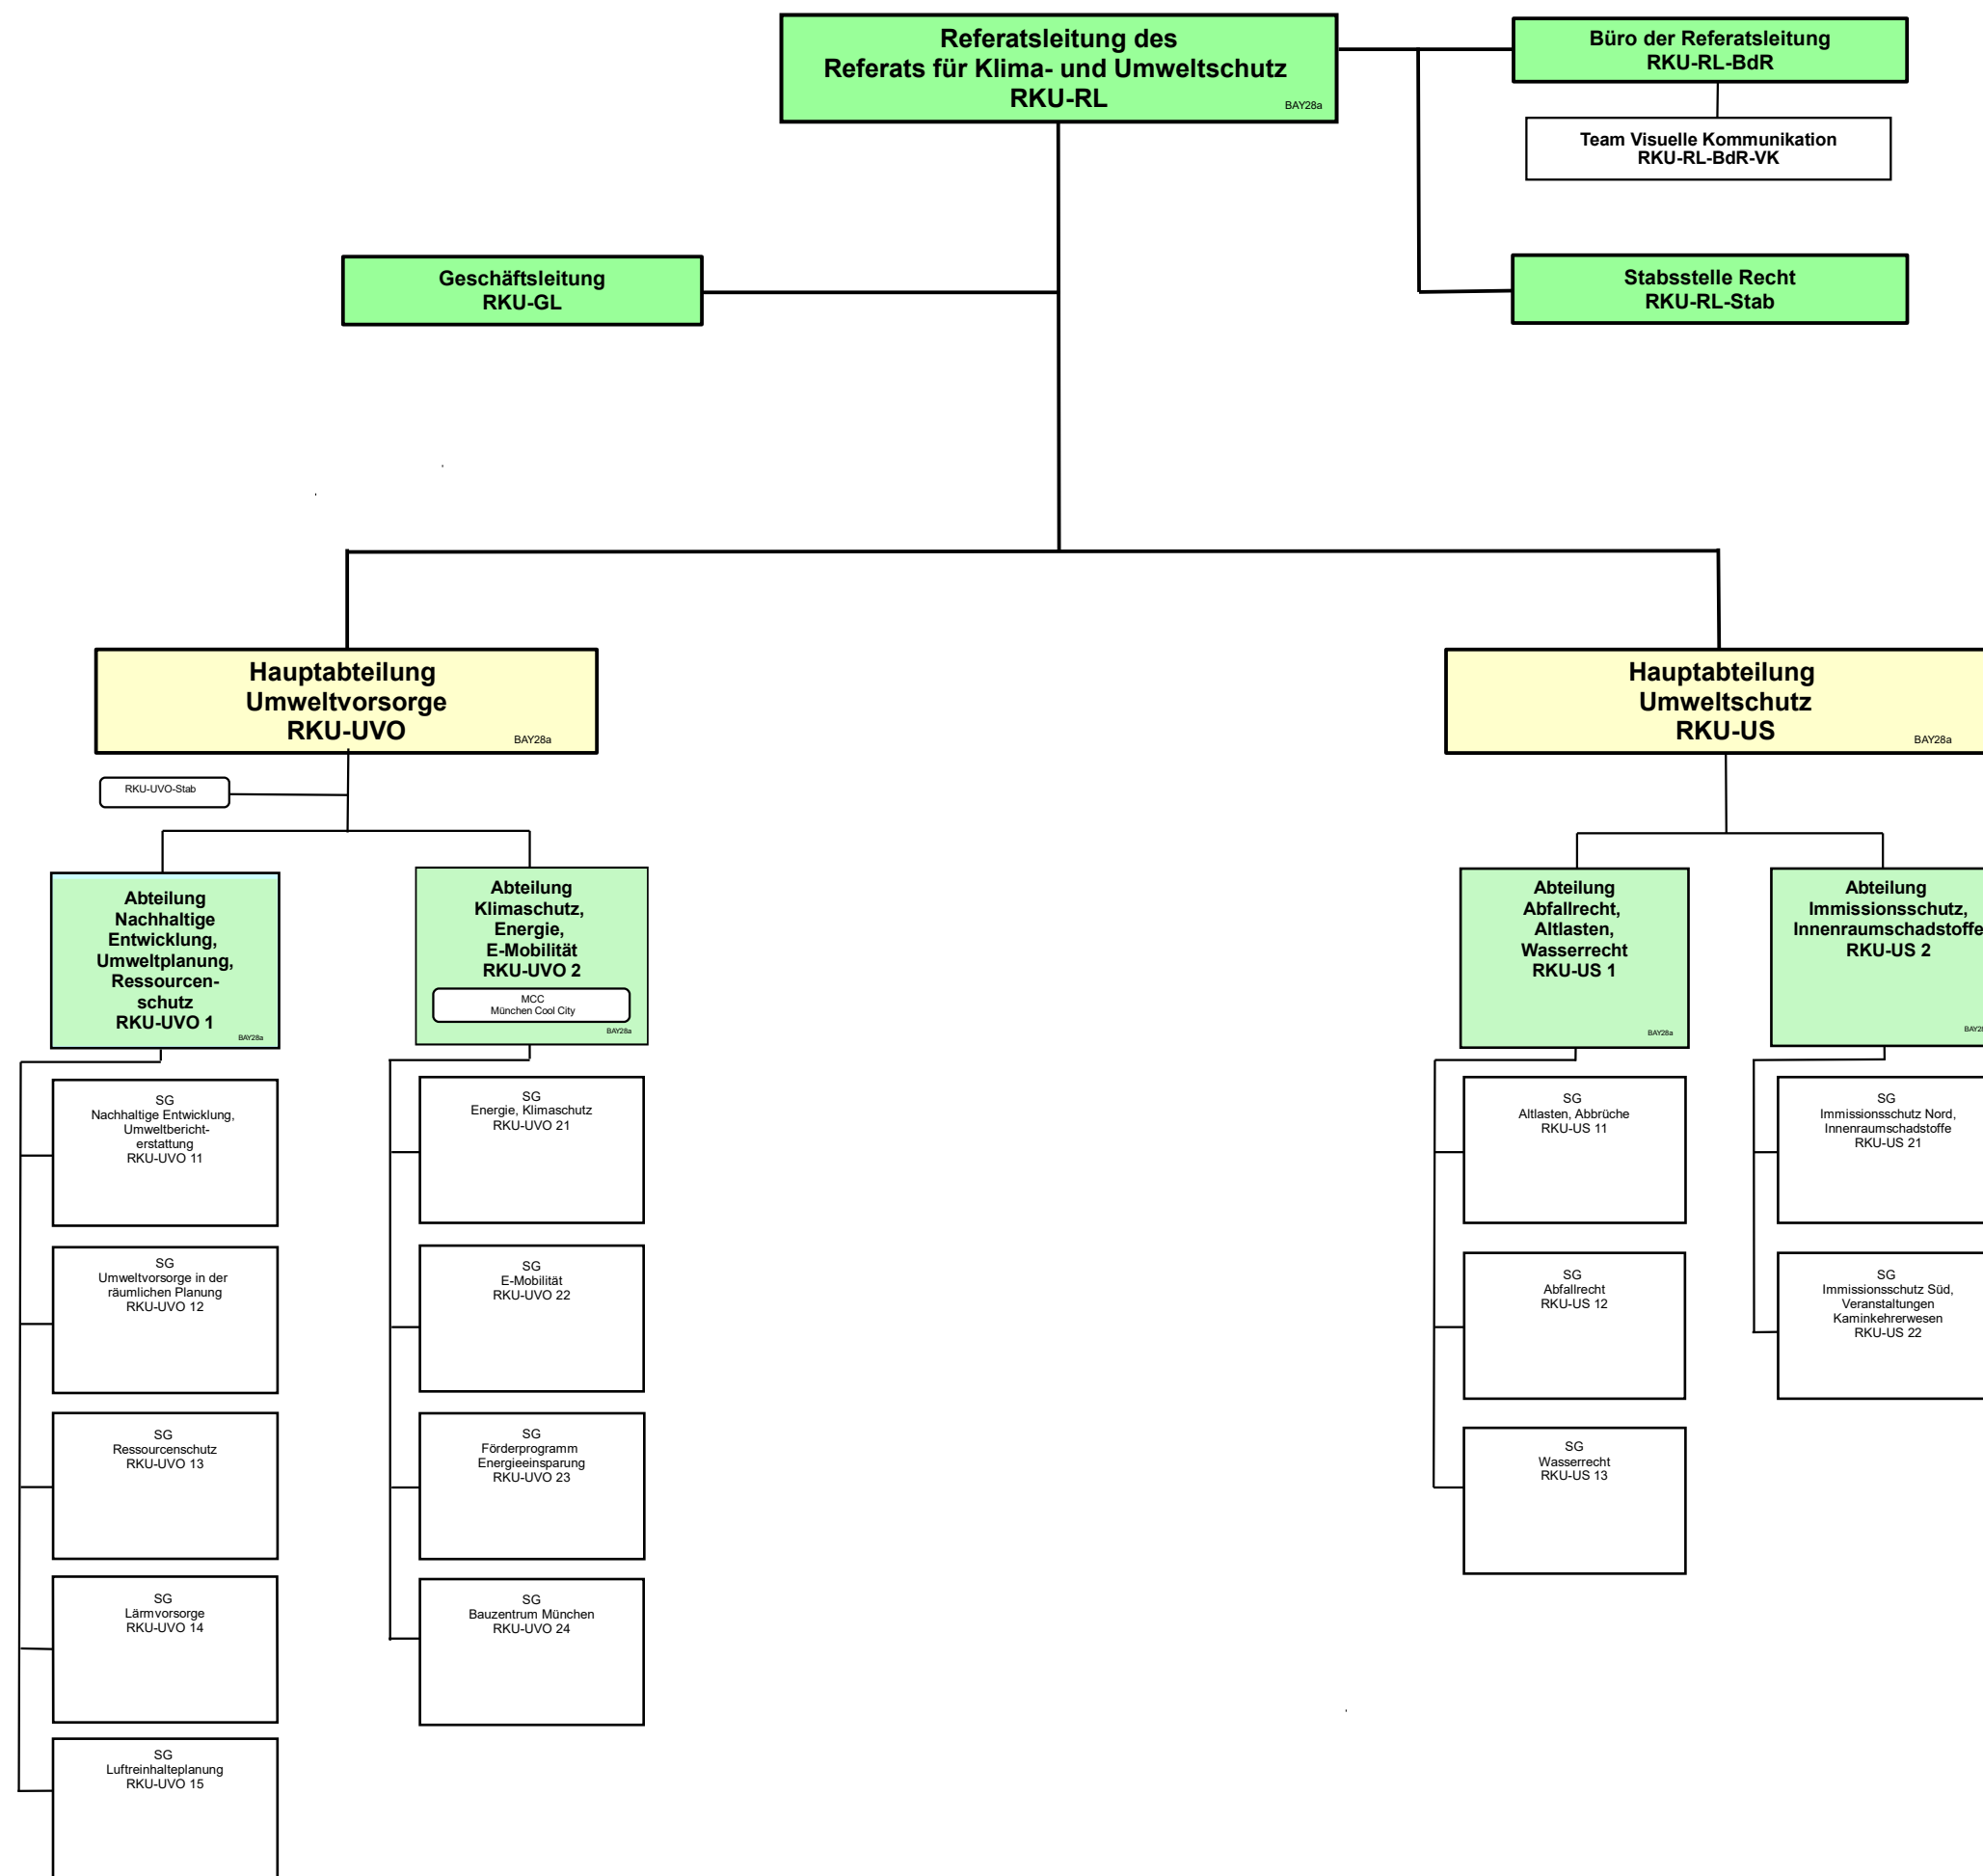 Referatsleitung des
Referats für Klima- und Umweltschutz
RKU-RL
BAY28a
Büro der Referatsleitung
RKU-RL-BdR
Team Visuelle Kommunikation
RKU-RL-BdR-VK
Geschäftsleitung
RKU-GL
Stabsstelle Recht
RKU-RL-Stab
Hauptabteilung
Umweltvorsorge
RKU-UVO
BAY28a
RKU-UVO-Stab
Abteilung
Nachhaltige
Entwicklung,
Umweltplanung,
Ressourcen-
schutz
RKU-UVO 1
BAY28a
SG
Nachhaltige Entwicklung,
Umweltbericht-
erstattung
RKU-UVO 11
SG
Umweltvorsorge in der
räumlichen Planung
RKU-UVO 12
SG
Ressourcenschutz
RKU-UVO 13
SG
Lärmvorsorge
RKU-UVO 14
SG
Luftreinhalteplanung
RKU-UVO 15
Abteilung
Klimaschutz,
Energie,
E-Mobilität
RKU-UVO 2
MCC
München Cool City
BAY28a
SG
Energie, Klimaschutz
RKU-UVO 21
SG
E-Mobilität
RKU-UVO 22
SG
Förderprogramm
Energieeinsparung
RKU-UVO 23
SG
Bauzentrum München
RKU-UVO 24
Hauptabteilung
Umweltschutz
RKU-US
BAY28a
Abteilung
Abfallrecht,
Altlasten,
Wasserrecht
RKU-US 1
BAY28a
SG
Altlasten, Abbrüche
RKU-US 11
SG
Abfallrecht
RKU-US 12
SG
Wasserrecht
RKU-US 13
Abteilung
Immissionsschutz,
Innenraumschadstoffe
RKU-US 2
SG
Immissionsschutz Nord,
Innenraumschadstoffe
RKU-US 21
SG
Immissionsschutz Süd,
Veranstaltungen
Kaminkehrerwesen
RKU-US 22